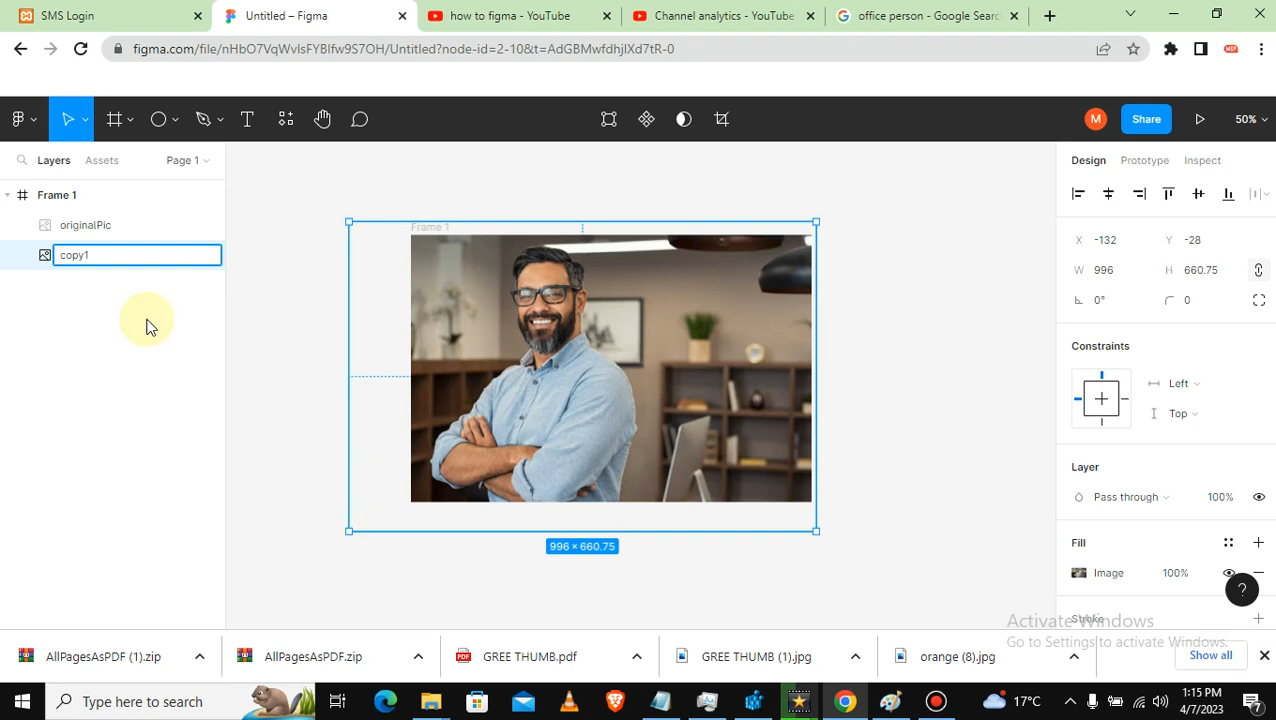 SMS Login
Untitled – Figma
how to figma - YouTube
Channel analytics - YouTube
office person - Google Searc
figma.com/file/nHbO7VqWvIsFYBIfw9S7OH/Untitled?node-id=2-10&t=AdGBMwfdhjlXd7tR-0
M
Share
50%
Layers
Assets
Page 1
Design
Prototype
Inspect
Frame 1
originalPic
copy1
Frame 1
996 × 660.75
X -132
Y -28
W 996
H 660.75
0°
0
Constraints
Left
Top
Layer
Pass through
100%
Fill
Image
100%
?
Stroke
Activate Windows
Go to Settings to activate Windows.
AllPagesAsPDF (1).zip
AllPagesAsPDF.zip
GREE THUMB.pdf
GREE THUMB (1).jpg
orange (8).jpg
Show all
Type here to search
17°C
1:15 PM
4/7/2023
7